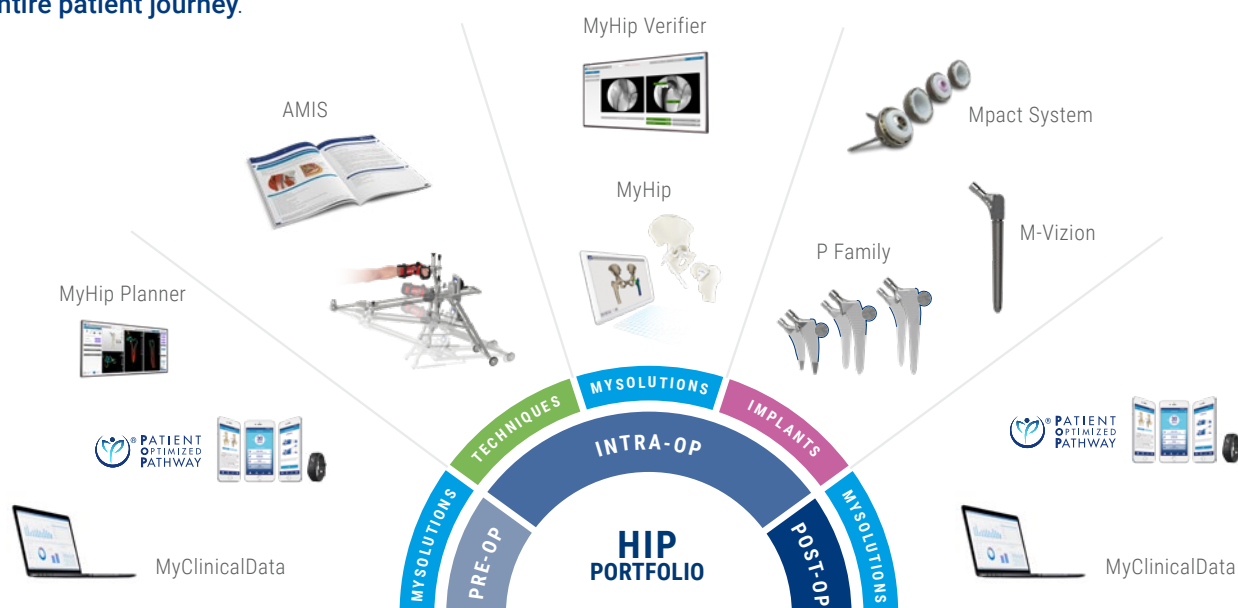 entire patient journey.
MyHip Verifier
AMIS
Mpact System
MyHip
M-Vizion
P Family
MyHip Planner
MYSOLUTIONS
TECHNIQUES
IMPLANTS
INTRA-OP
® PATIENT
OPTIMIZED
PATHWAY
® PATIENT
OPTIMIZED
PATHWAY
MYSOLUTIONS
PRE-OP
HIP
PORTFOLIO
POST-OP
MYSOLUTIONS
MyClinicalData
MyClinicalData